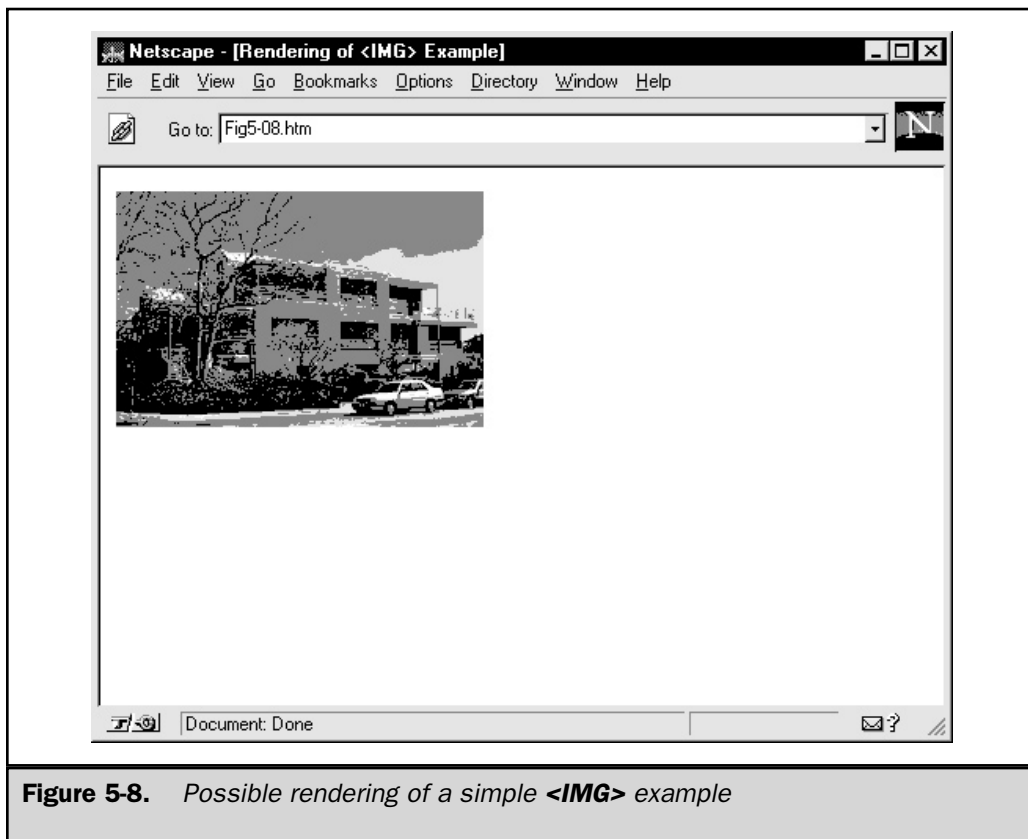 Netscape - [Rendering of <IMG> Example]
File Edit View Go Bookmarks Options Directory Window Help
Go to: Fig5-08.htm
N
Document: Done
?
Figure 5-8. Possible rendering of a simple <IMG> example